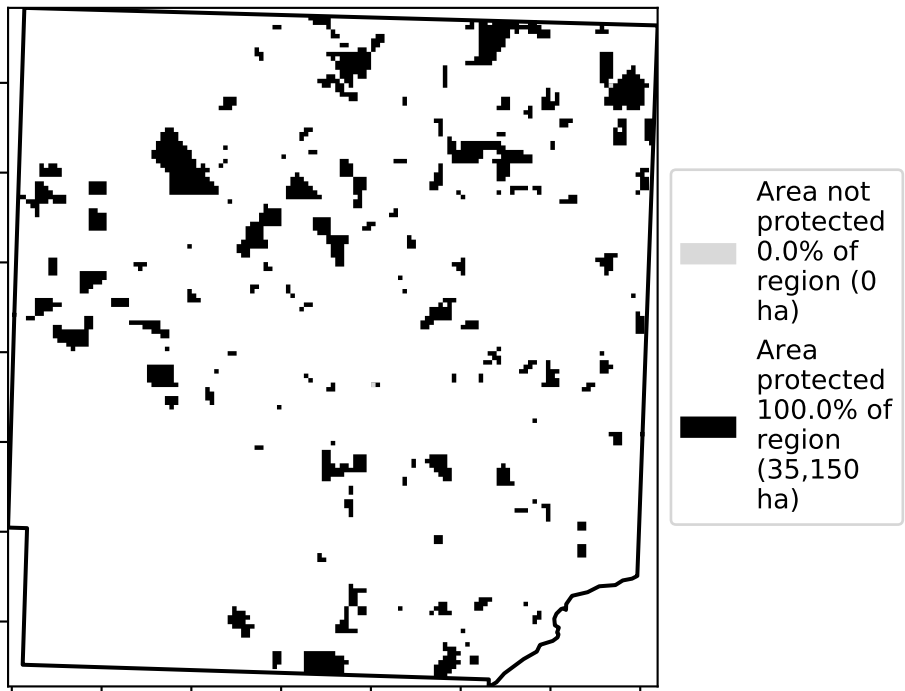 Area not
protected
0.0% of
region (0
ha)
Area
protected
100.0% of
region
(35,150
ha)